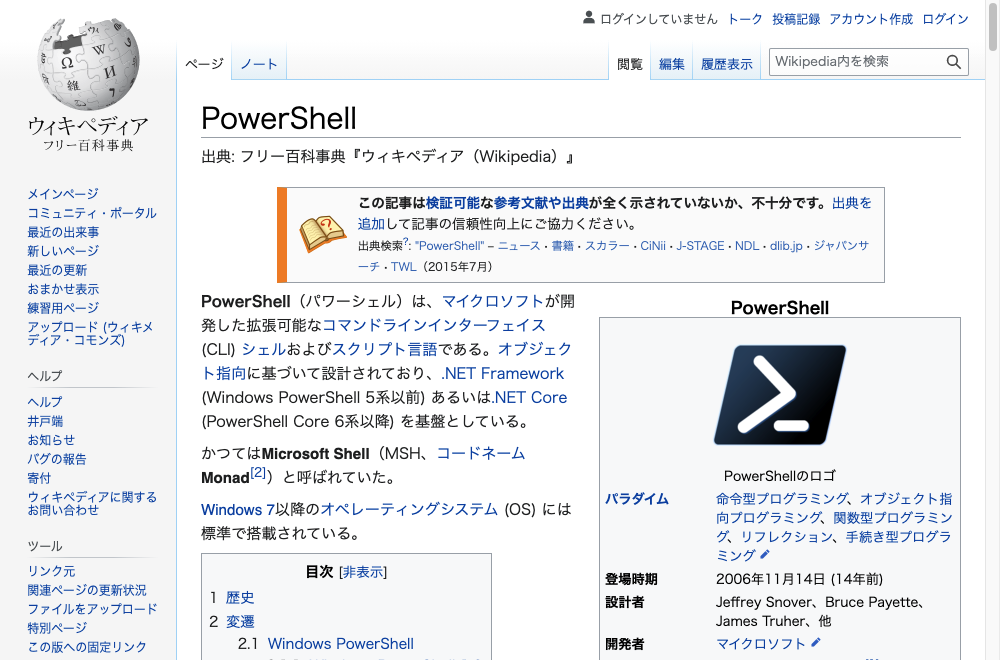 ログインしていません トーク 投稿記録 アカウント作成 ログイン
ページ ノート 閲覧 編集 履歴表示 Wikipedia内を検索
Ω W 維 И
ウィキペディア
フリー百科事典
メインページ
コミュニティ・ポータル
最近の出来事
新しいページ
最近の更新
おまかせ表示
練習用ページ
アップロード (ウィキメ
ディア・コモンズ)
ヘルプ
ヘルプ
井戸端
お知らせ
バグの報告
寄付
ウィキペディアに関する
お問い合わせ
ツール
リンク元
関連ページの更新状況
ファイルをアップロード
特別ページ
この版への固定リンク
PowerShell
出典: フリー百科事典『ウィキペディア（Wikipedia）』
この記事は検証可能な参考文献や出典が全く示されていないか、不十分です。出典を
追加して記事の信頼性向上にご協力ください。
出典検索?: "PowerShell" – ニュース · 書籍 · スカラー · CiNii · J-STAGE · NDL · dlib.jp · ジャパンサ
ーチ · TWL（2015年7月）
PowerShell（パワーシェル）は、マイクロソフトが開
発した拡張可能なコマンドラインインターフェイス
(CLI) シェルおよびスクリプト言語である。オブジェク
ト指向に基づいて設計されており、.NET Framework
(Windows PowerShell 5系以前) あるいは.NET Core
(PowerShell Core 6系以降) を基盤としている。
かつてはMicrosoft Shell（MSH、コードネーム
Monad[2]）と呼ばれていた。
Windows 7以降のオペレーティングシステム (OS) には
標準で搭載されている。
目次 [非表示]
1 歴史
2 変遷
2.1 Windows PowerShell
PowerShell
PowerShellのロゴ
パラダイム 命令型プログラミング、オブジェクト指
向プログラミング、関数型プログラミン
グ、リフレクション、手続き型プログラ
ミング
登場時期 2006年11月14日 (14年前)
設計者 Jeffrey Snover、Bruce Payette、
James Truher、他
開発者 マイクロソフト